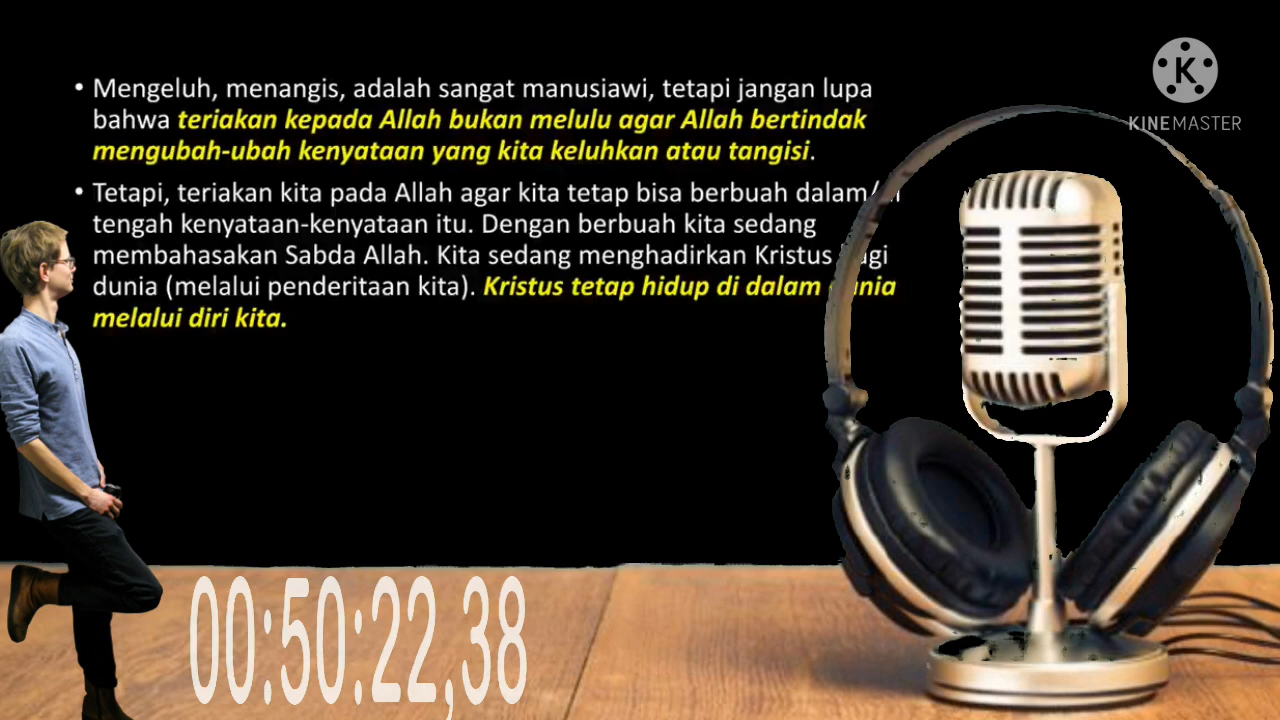 • Mengeluh, menangis, adalah sangat manusiawi, tetapi jangan lupa
bahwa teriakan kepada Allah bukan melulu agar Allah bertindak
mengubah-ubah kenyataan yang kita keluhkan atau tangisi.
• Tetapi, teriakan kita pada Allah agar kita tetap bisa berbuah
tengah kenyataan-kenyataan itu. Dengan berbuah kita sedang
membahasakan Sabda Allah. Kita sedang menghadirkan Kristus
dunia (melalui penderitaan kita). Kristus tetap hidup di dalam
melalui diri kita.
K
KINEMASTER
00:50:22,38